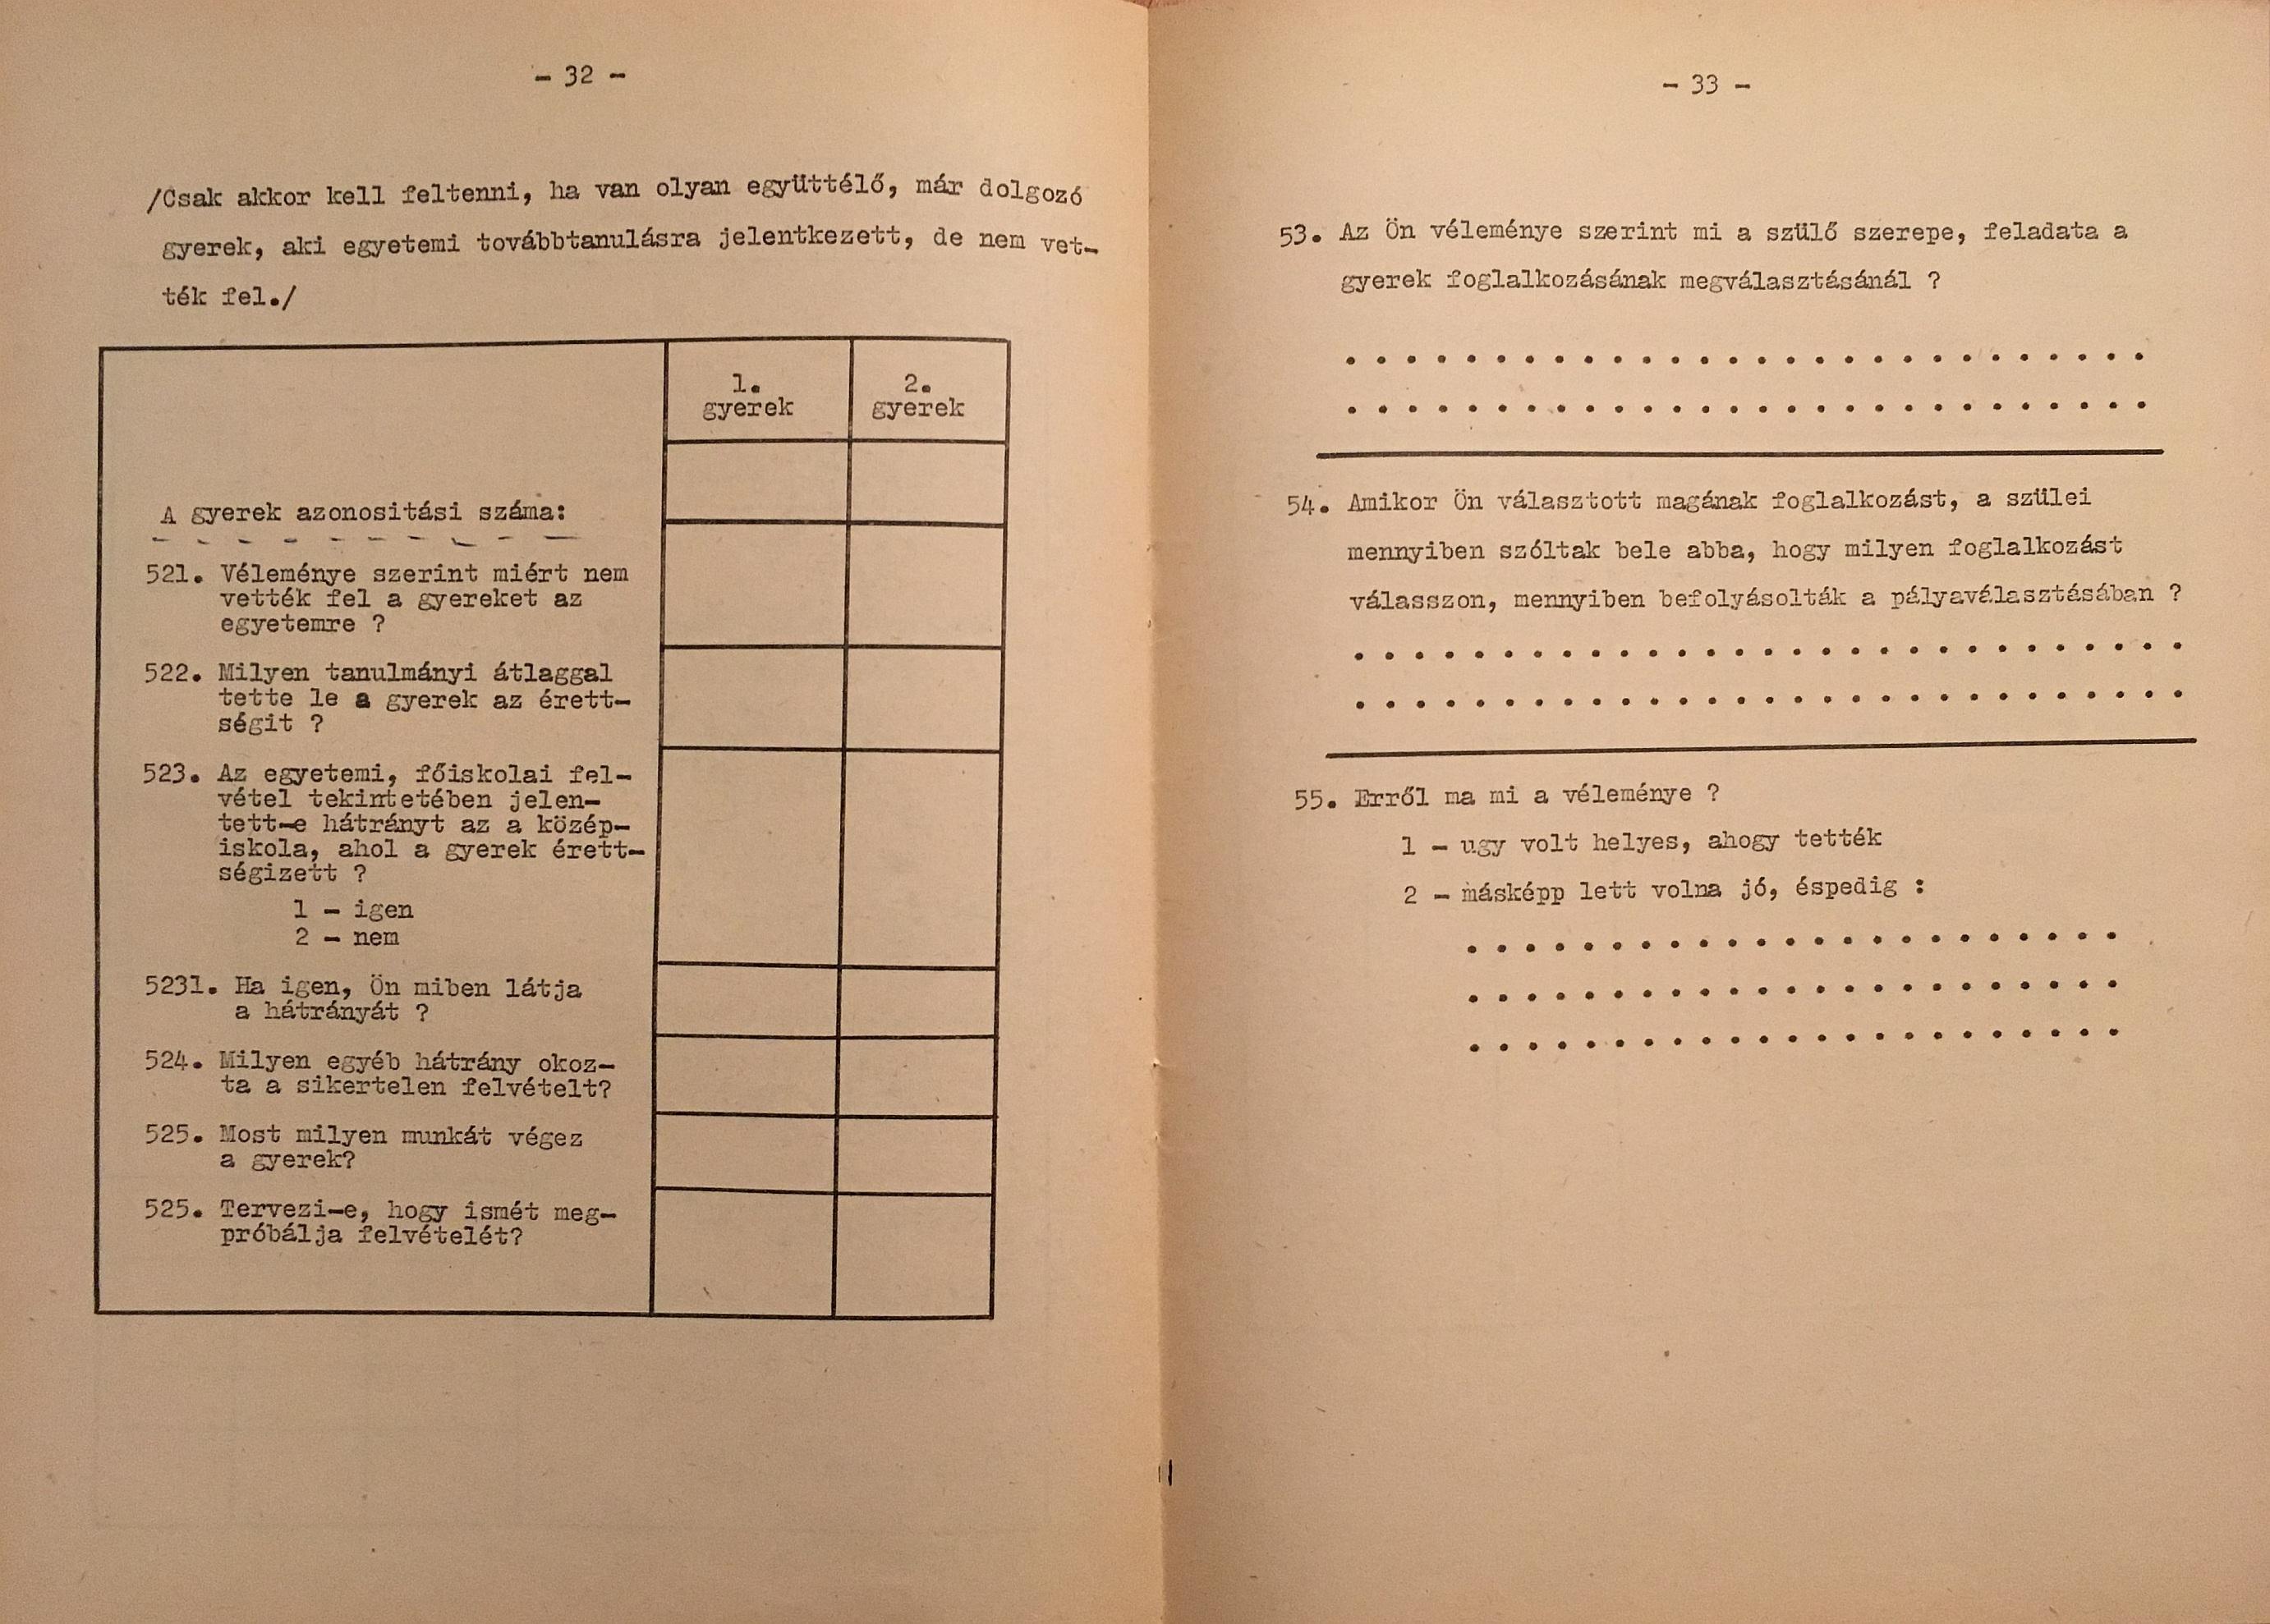 - 32 -
/Csak akkor kell feltenni, ha van olyan együttélő, már dolgozó
gyerek, aki egyetemi továbbtanulásra jelentkezett, de nem vet-
ték fel./
1. gyerek
2. gyerek
A gyerek azonositási száma:
521. Véleménye szerint miért nem
vették fel a gyereket az
egyetemre ?
522. Milyen tanulmányi átlaggal
tette le a gyerek az érett-
ségit ?
523. Az egyetemi, főiskolai fel-
vétel tekintetében jelen-
tett-e hátrányt az a közép-
iskola, ahol a gyerek érett-
ségizett ?
1 - igen
2 - nem
5231. Ha igen, Ön miben látja
a hátrányát ?
524. Milyen egyéb hátrány okoz-
ta a sikertelen felvételt?
525. Most milyen munkát végez
a gyerek?
525. Tervezi-e, hogy ismét meg-
próbálja felvételét?
- 33 -
53. Az Ön véleménye szerint mi a szülő szerepe, feladata a
gyerek foglalkozásának megválasztásánál ?
54. Amikor Ön választott magának foglalkozást, a szülei
mennyiben szóltak bele abba, hogy milyen foglalkozást
válasszon, mennyiben befolyásolták a pályaválasztásában ?
55. Erről ma mi a véleménye ?
1 - ugy volt helyes, ahogy tették
2 - másképp lett volna jó, éspedig :